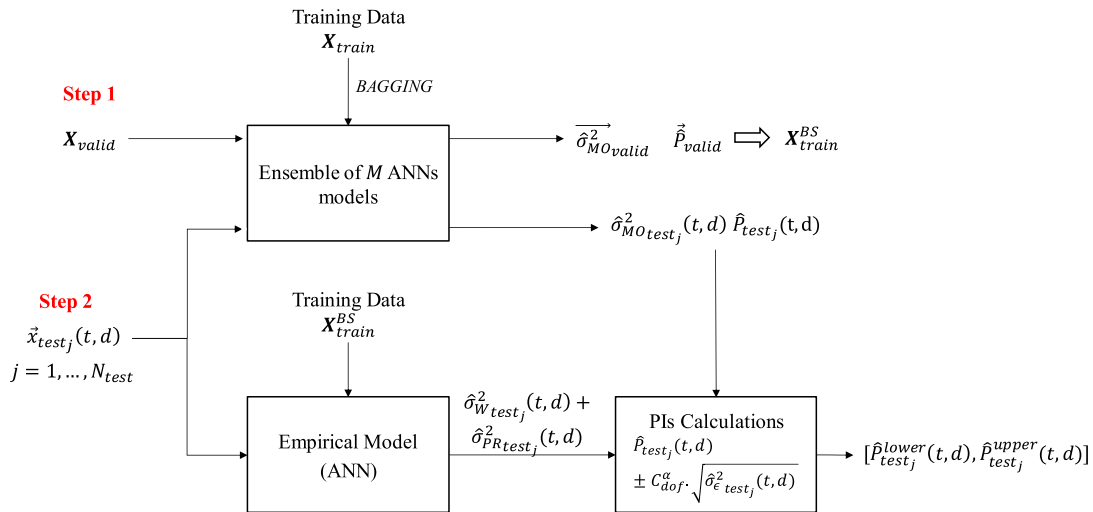 Training Data
𝑿_train
BAGGING
Step 1
𝑿_valid
Ensemble of M ANNs
models
σ̂²_MO_valid→ P̂⃗_valid ⇨ 𝑿^BS_train
σ̂²_MO_test_j(t, d) P̂_test_j(t,d)
Step 2
x⃗_test_j(t, d)
j = 1, … , N_test
Training Data
𝑿^BS_train
Empirical Model
(ANN)
σ̂²_W_test_j(t, d) +
σ̂²_PR_test_j(t, d)
PIs Calculations
P̂_test_j(t, d)
± C^α_dof.√σ̂²_ϵ_test_j(t, d)
[P̂^lower_test_j(t, d), P̂^upper_test_j(t, d)]